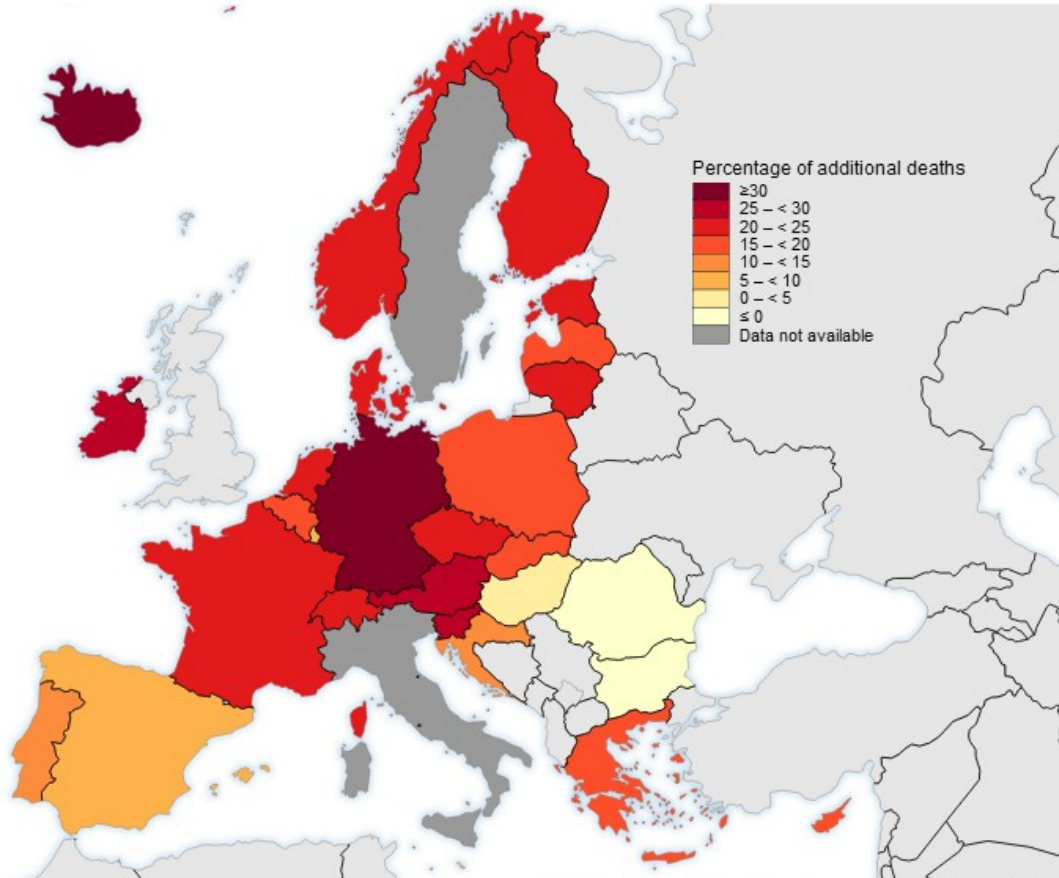 Percentage of additional deaths
≥30
25 – < 30
20 – < 25
15 – < 20
10 – < 15
5 – < 10
0 – < 5
≤ 0
Data not available